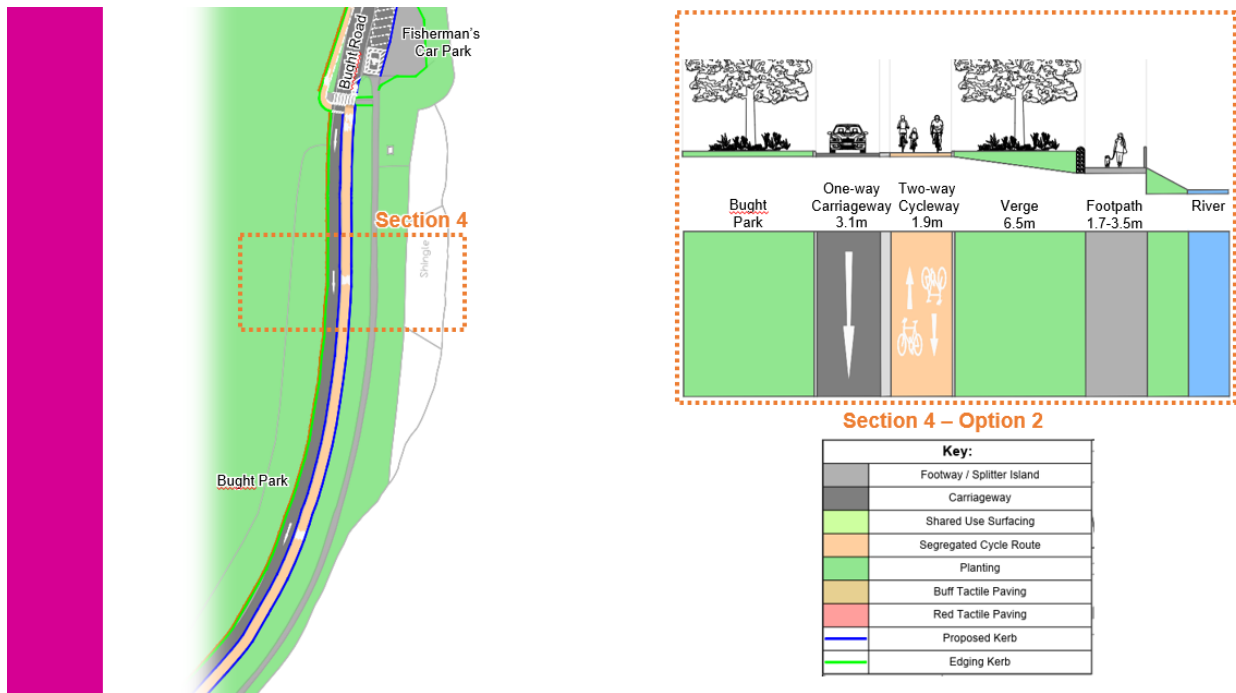 Bught Road
Fisherman's
Car Park
Section 4
Shingle
Bught Park
Bught
Park
One-way
Carriageway
3.1m
Two-way
Cycleway
1.9m
Verge
6.5m
Footpath
1.7-3.5m
River
Section 4 – Option 2
Key:
Footway / Splitter Island
Carriageway
Shared Use Surfacing
Segregated Cycle Route
Planting
Buff Tactile Paving
Red Tactile Paving
Proposed Kerb
Edging Kerb